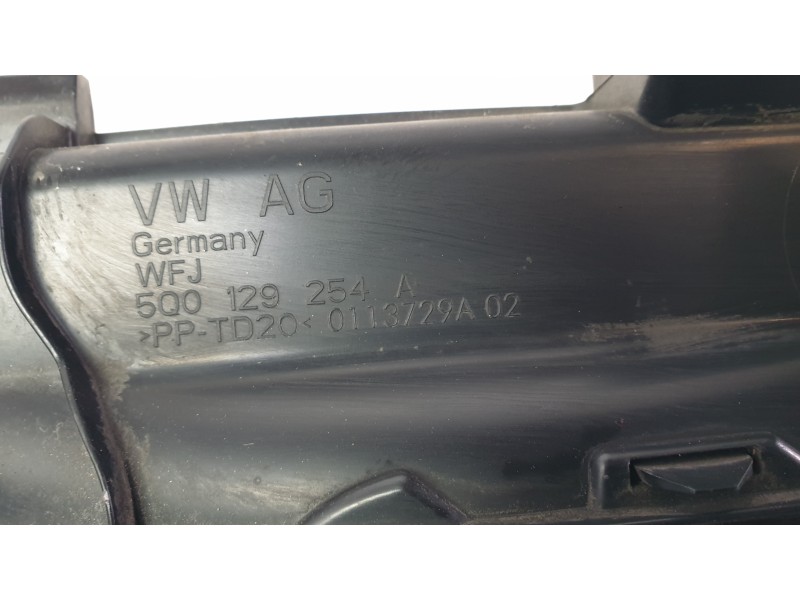 VW AG
Germany
WFJ
5Q0 129 254 A
>PP-TD20< 0113729A 02